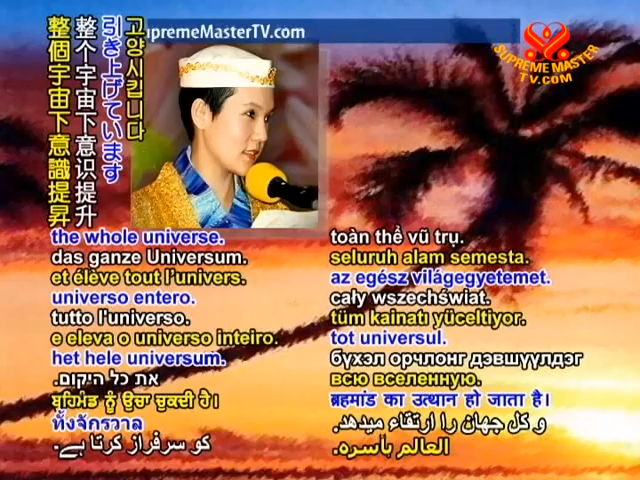 SupremeMasterTV.com
SUPREME MASTER
TV.COM
고양시킵니다
引き上げています
整个宇宙下意识提升
整個宇宙下意識提昇
the whole universe.
das ganze Universum.
et élève tout l'univers.
universo entero.
tutto l'universo.
e eleva o universo inteiro.
het hele universum.
את כל היקום.
ਬ੍ਰਹਿਮੰਡ ਨੂੰ ਉਚਾ ਚੁਕਦੀ ਹੈ।
ทั้งจักรวาล
کو سرفراز کرتا ہے۔
toàn thể vũ trụ.
seluruh alam semesta.
az egész világegyetemet.
cały wszechświat.
tüm kainatı yüceltiyor.
tot universul.
бүхэл орчлонг дэвшүүлдэг
всю вселенную.
ब्रहमांड का उत्थान हो जाता है।
و کل جهان را ارتقاء میدهد.
العالم بأسره.